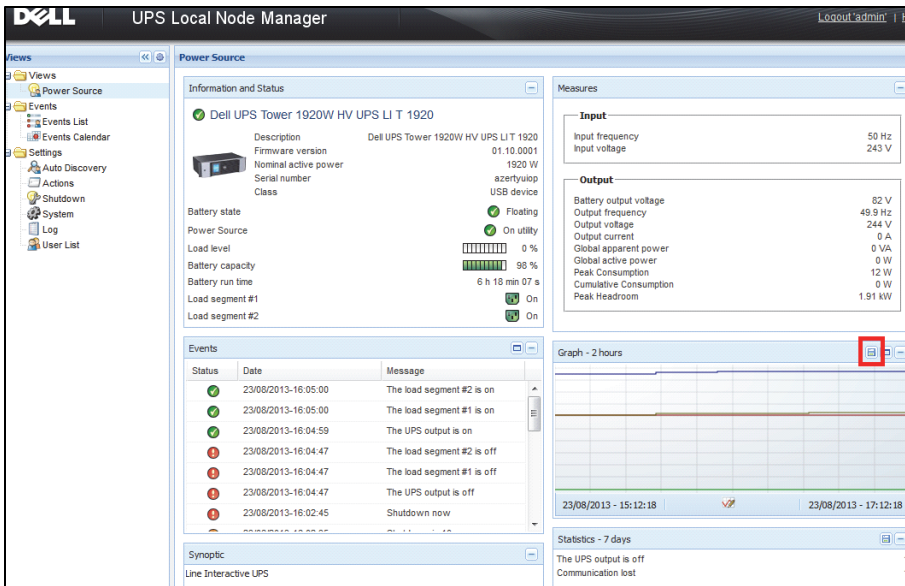 DELL UPS Local Node Manager Logout 'admin' |
Views
Views
Power Source
Events
Events List
Events Calendar
Settings
Auto Discovery
Actions
Shutdown
System
Log
User List
Power Source
Information and Status
Dell UPS Tower 1920W HV UPS LI T 1920
Description Dell UPS Tower 1920W HV UPS LI T 1920
Firmware version 01.10.0001
Nominal active power 1920 W
Serial number azertyuiop
Class USB device
Battery state Floating
Power Source On utility
Load level 0 %
Battery capacity 98 %
Battery run time 6 h 18 min 07 s
Load segment #1 On
Load segment #2 On
Events
Status Date Message
23/08/2013-16:05:00 The load segment #2 is on
23/08/2013-16:05:00 The load segment #1 is on
23/08/2013-16:04:59 The UPS output is on
23/08/2013-16:04:47 The load segment #2 is off
23/08/2013-16:04:47 The load segment #1 is off
23/08/2013-16:04:47 The UPS output is off
23/08/2013-16:02:45 Shutdown now
Synoptic
Line Interactive UPS
Measures
Input
Input frequency 50 Hz
Input voltage 243 V
Output
Battery output voltage 82 V
Output frequency 49.9 Hz
Output voltage 244 V
Output current 0 A
Global apparent power 0 VA
Global active power 0 W
Peak Consumption 12 W
Cumulative Consumption 0 W
Peak Headroom 1.91 kW
Graph - 2 hours
23/08/2013 - 15:12:18 23/08/2013 - 17:12:18
Statistics - 7 days
The UPS output is off
Communication lost